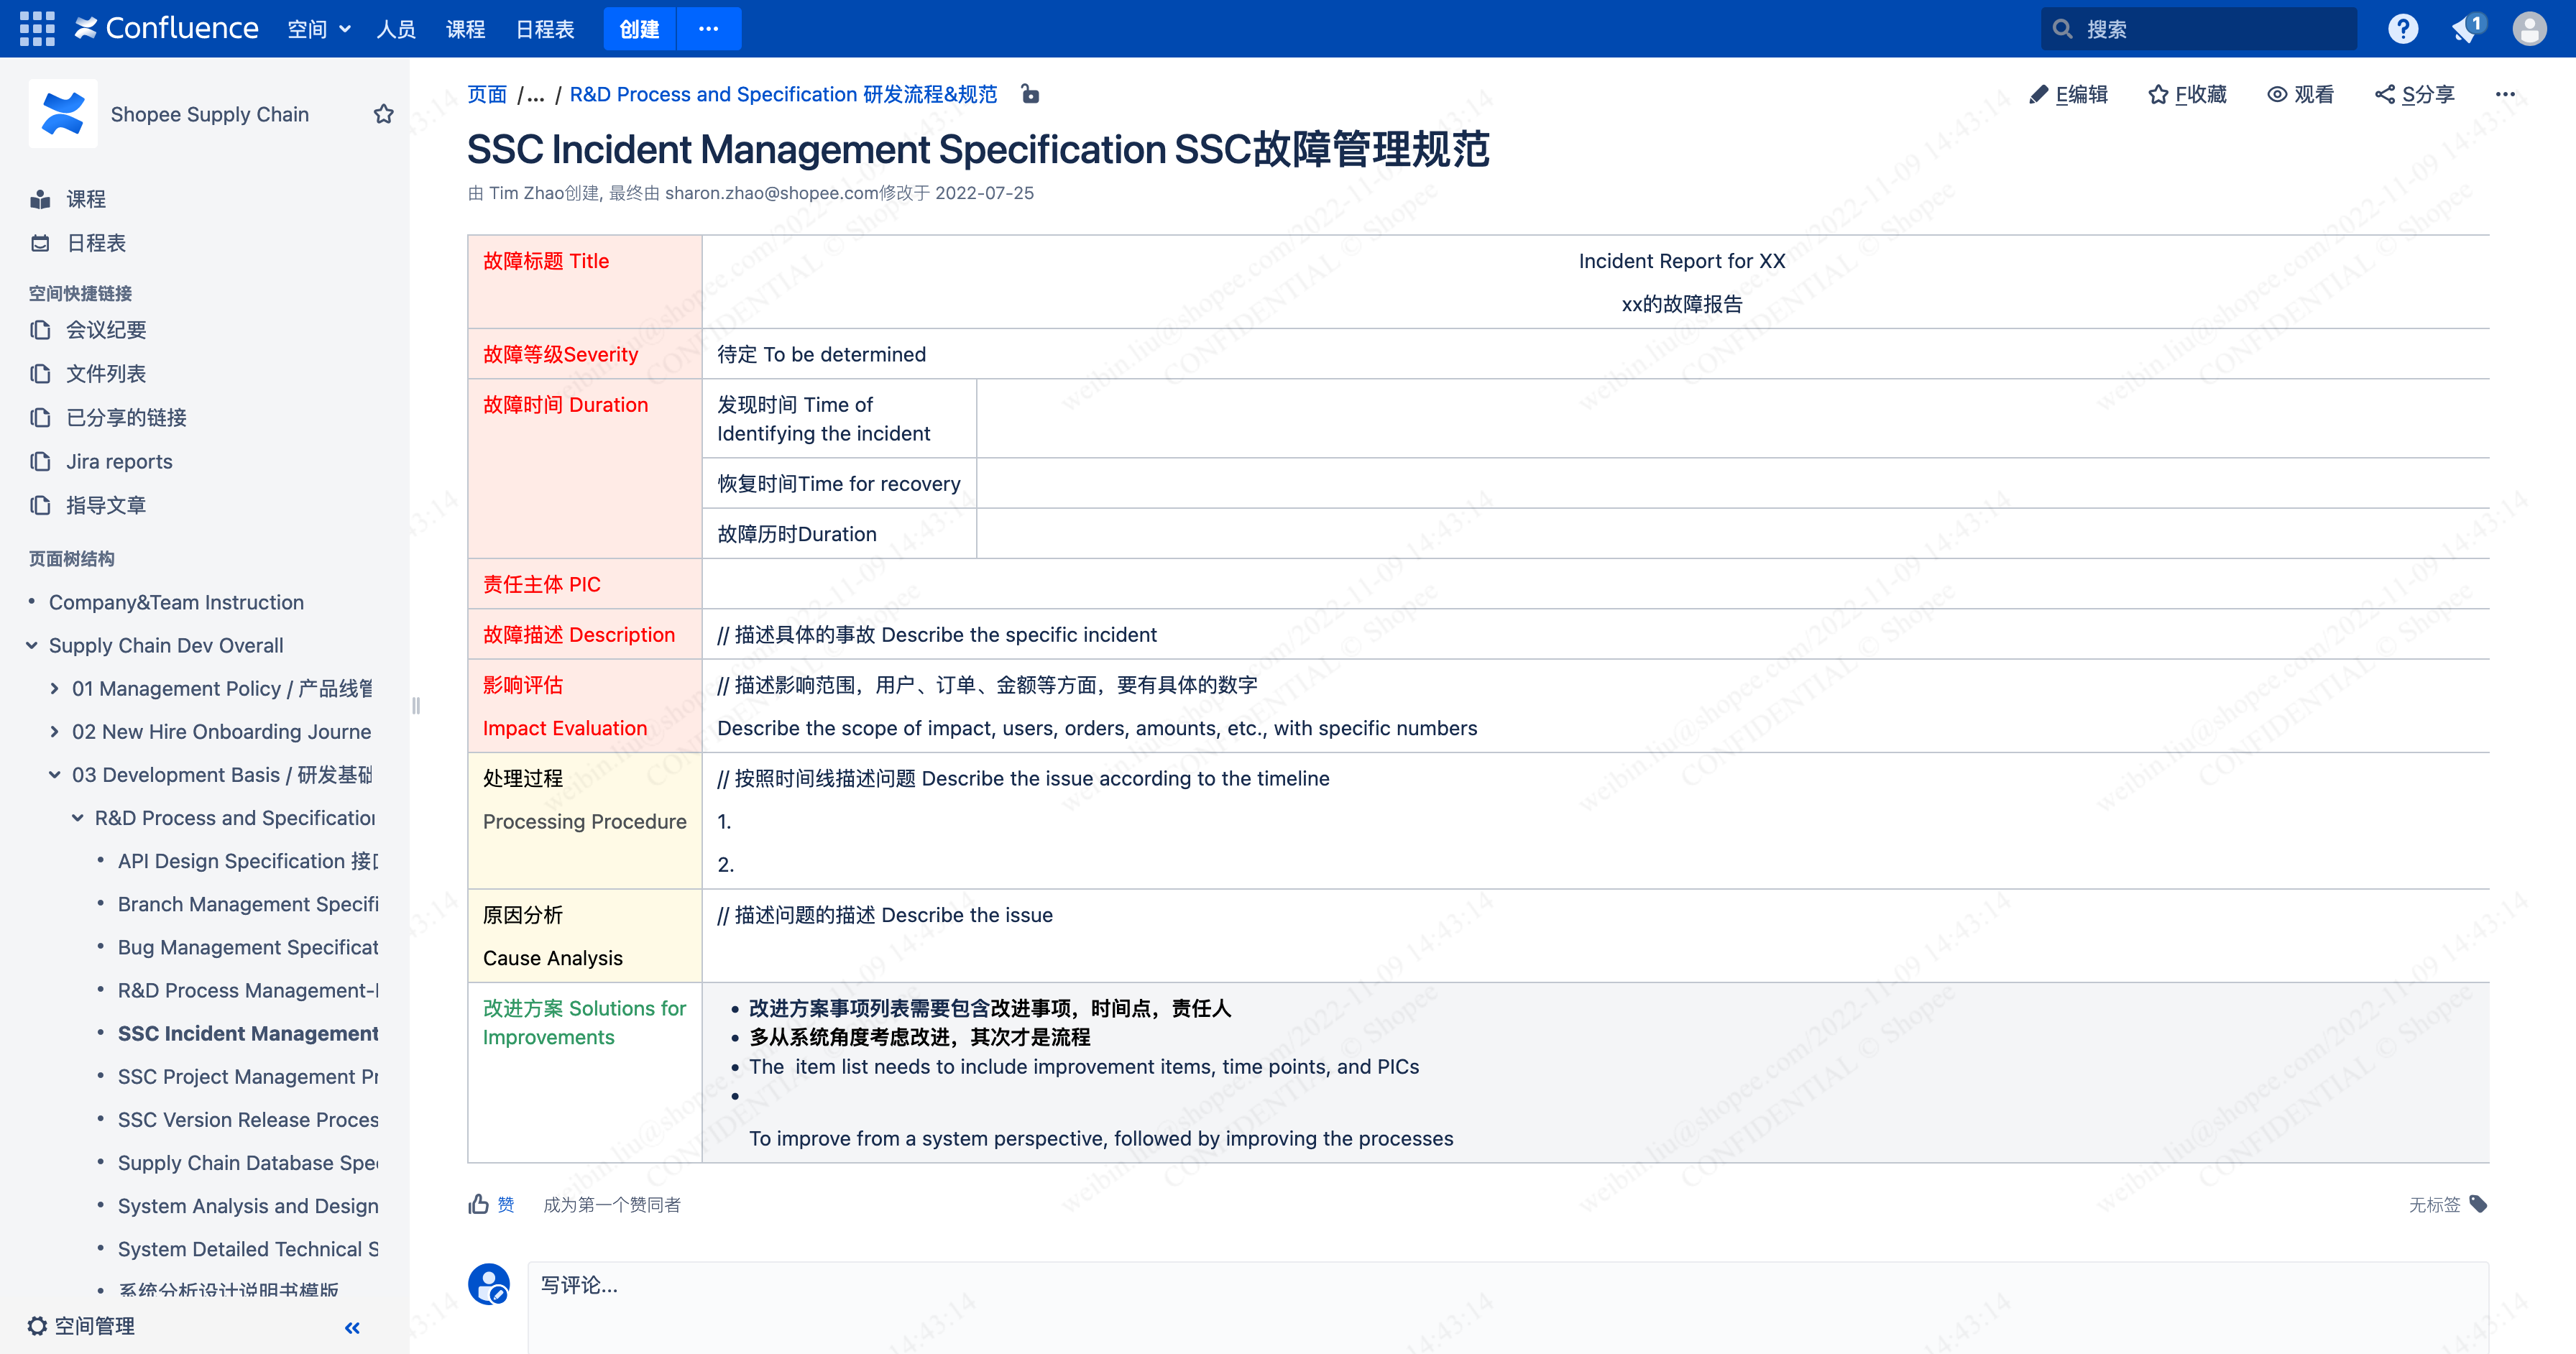 Confluence 空间 人员 课程 日程表 创建 ··· 搜索 1
Shopee Supply Chain
课程
日程表
空间快捷链接
会议纪要
文件列表
已分享的链接
Jira reports
指导文章
页面树结构
Company&Team Instruction
Supply Chain Dev Overall
01 Management Policy / 产品线管
02 New Hire Onboarding Journe
03 Development Basis / 研发基础
R&D Process and Specification
API Design Specification 接口
Branch Management Specifi
Bug Management Specificat
R&D Process Management-
SSC Incident Management
SSC Project Management Pr
SSC Version Release Proces
Supply Chain Database Spe
System Analysis and Design
System Detailed Technical S
系统分析设计说明书模版
空间管理
页面 /... / R&D Process and Specification 研发流程&规范
E编辑 F收藏 观看 S分享 ···
SSC Incident Management Specification SSC故障管理规范
由 Tim Zhao创建, 最终由 sharon.zhao@shopee.com修改于 2022-07-25
故障标题 Title
Incident Report for XX
xx的故障报告
故障等级Severity
待定 To be determined
故障时间 Duration
发现时间 Time of
Identifying the incident
恢复时间Time for recovery
故障历时Duration
责任主体 PIC
故障描述 Description
// 描述具体的事故 Describe the specific incident
影响评估
Impact Evaluation
// 描述影响范围，用户、订单、金额等方面，要有具体的数字
Describe the scope of impact, users, orders, amounts, etc., with specific numbers
处理过程
Processing Procedure
// 按照时间线描述问题 Describe the issue according to the timeline
1.
2.
原因分析
Cause Analysis
// 描述问题的描述 Describe the issue
改进方案 Solutions for
Improvements
• 改进方案事项列表需要包含改进事项，时间点，责任人
• 多从系统角度考虑改进，其次才是流程
• The item list needs to include improvement items, time points, and PICs
•
To improve from a system perspective, followed by improving the processes
赞 成为第一个赞同者
无标签
写评论...
weibin.liu@shopee.com/2022-11-09 14:43:14
CONFIDENTIAL © Shopee